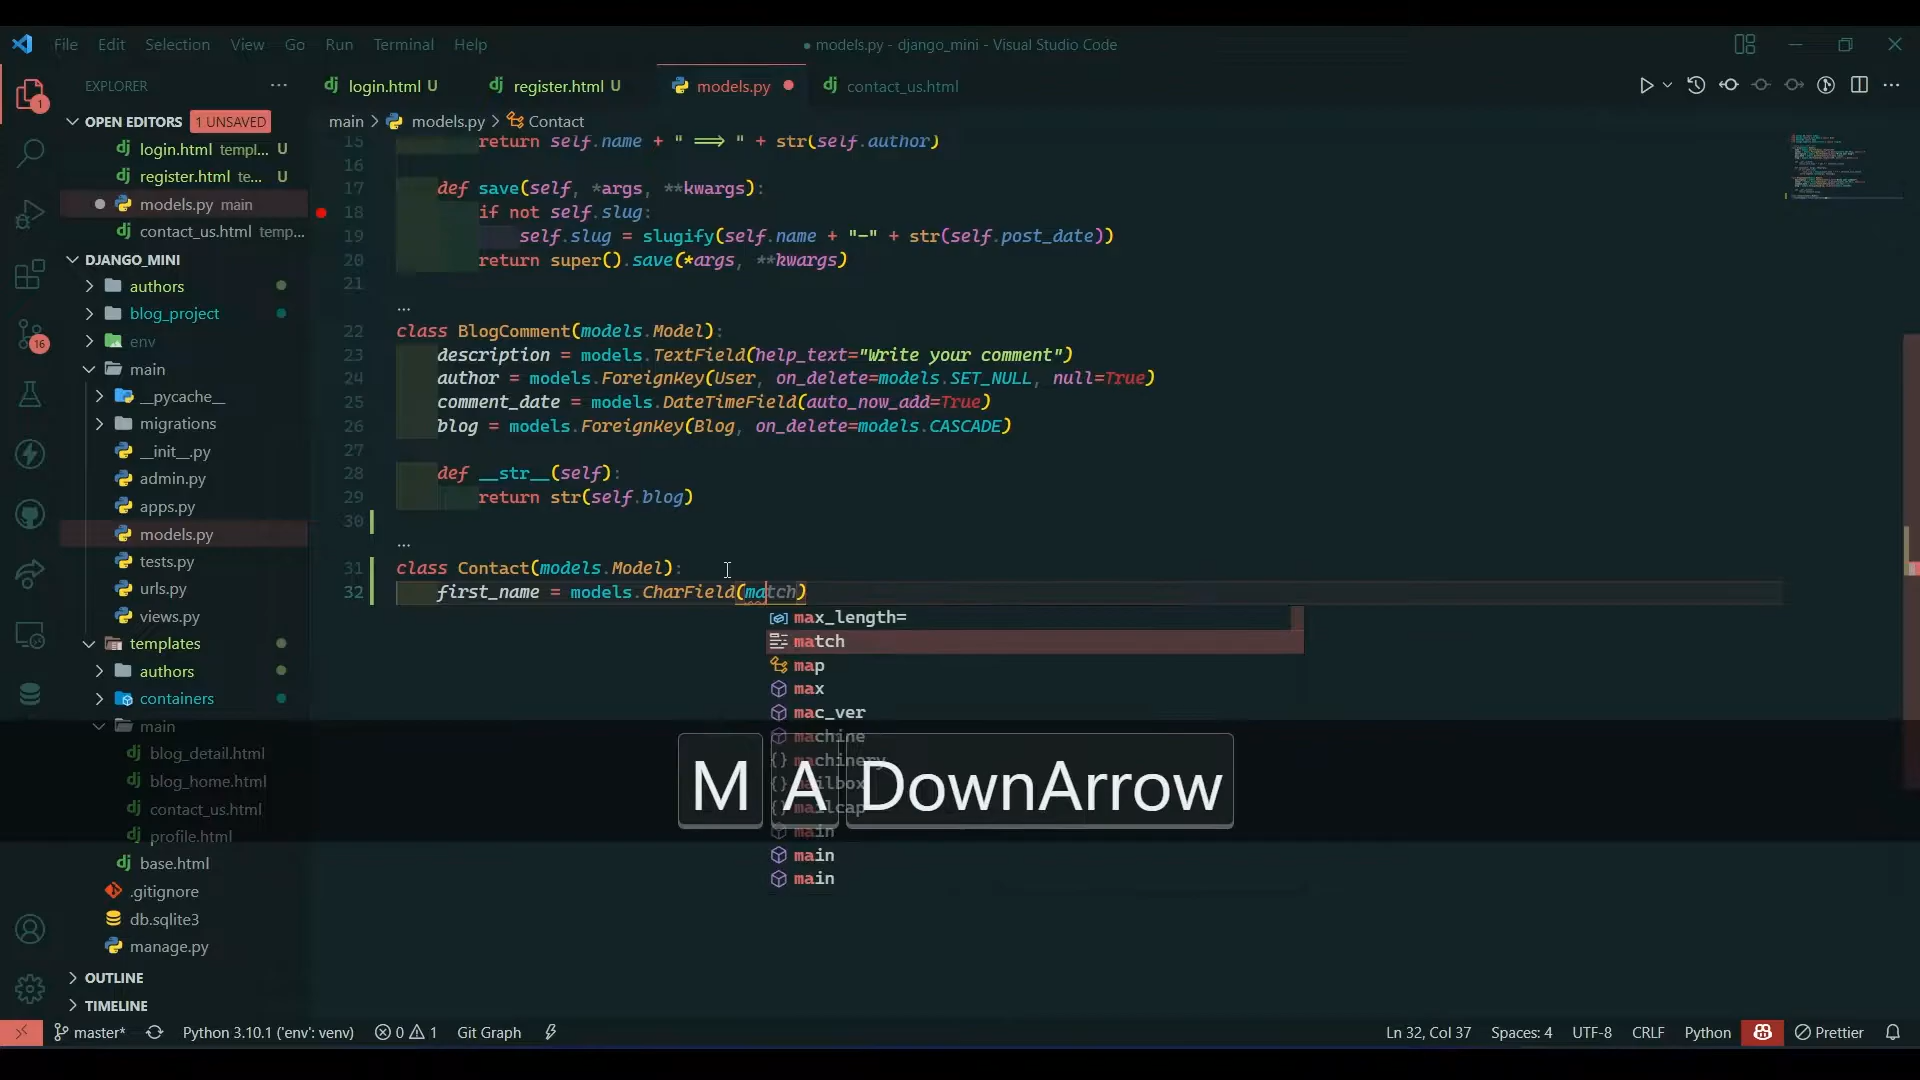 File Edit Selection View Go Run Terminal Help
● models.py - django_mini - Visual Studio Code
EXPLORER ···
login.html U
register.html U
models.py
contact_us.html
OPEN EDITORS 1 UNSAVED
login.html templ... U
register.html te... U
models.py main
contact_us.html temp...
DJANGO_MINI
authors
blog_project
env
main
__pycache__
migrations
__init__.py
admin.py
apps.py
models.py
tests.py
urls.py
views.py
templates
authors
containers
main
blog_detail.html
blog_home.html
contact_us.html
profile.html
base.html
.gitignore
db.sqlite3
manage.py
OUTLINE
TIMELINE
1
16
main > models.py > Contact
15 return self.name + " ==> " + str(self.author)
16
17 def save(self, *args, **kwargs):
18 if not self.slug:
19 self.slug = slugify(self.name + "-" + str(self.post_date))
20 return super().save(*args, **kwargs)
21
...
22 class BlogComment(models.Model):
23 description = models.TextField(help_text="Write your comment")
24 author = models.ForeignKey(User, on_delete=models.SET_NULL, null=True)
25 comment_date = models.DateTimeField(auto_now_add=True)
26 blog = models.ForeignKey(Blog, on_delete=models.CASCADE)
27
28 def __str__(self):
29 return str(self.blog)
30
...
31 class Contact(models.Model):
32 first_name = models.CharField(match)
max_length=
match
map
max
mac_ver
machine
machinery
mailbox
mailcap
main
main
main
M A DownArrow
master* Python 3.10.1 ('env': venv) 0 1 Git Graph
Ln 32, Col 37 Spaces: 4 UTF-8 CRLF Python Prettier